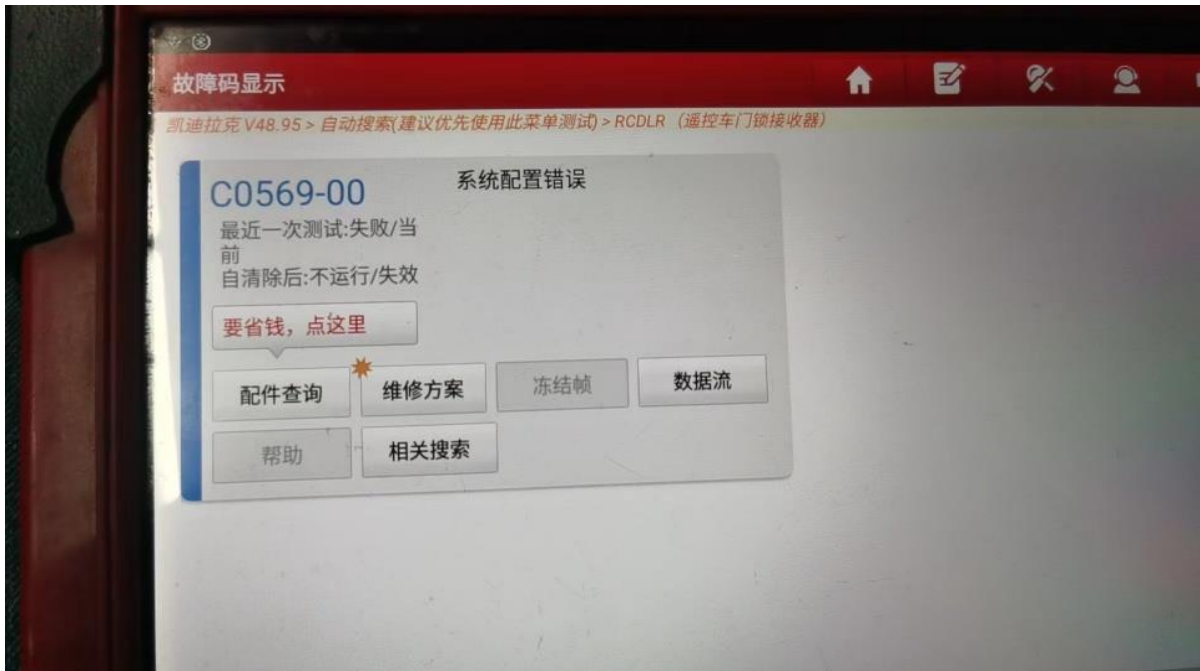 故障码显示
凯迪拉克 V48.95 > 自动搜索(建议优先使用此菜单测试) > RCDLR（遥控车门锁接收器）
C0569-00
系统配置错误
最近一次测试:失败/当
前
自清除后:不运行/失效
要省钱，点这里
配件查询
维修方案
冻结帧
数据流
帮助
相关搜索